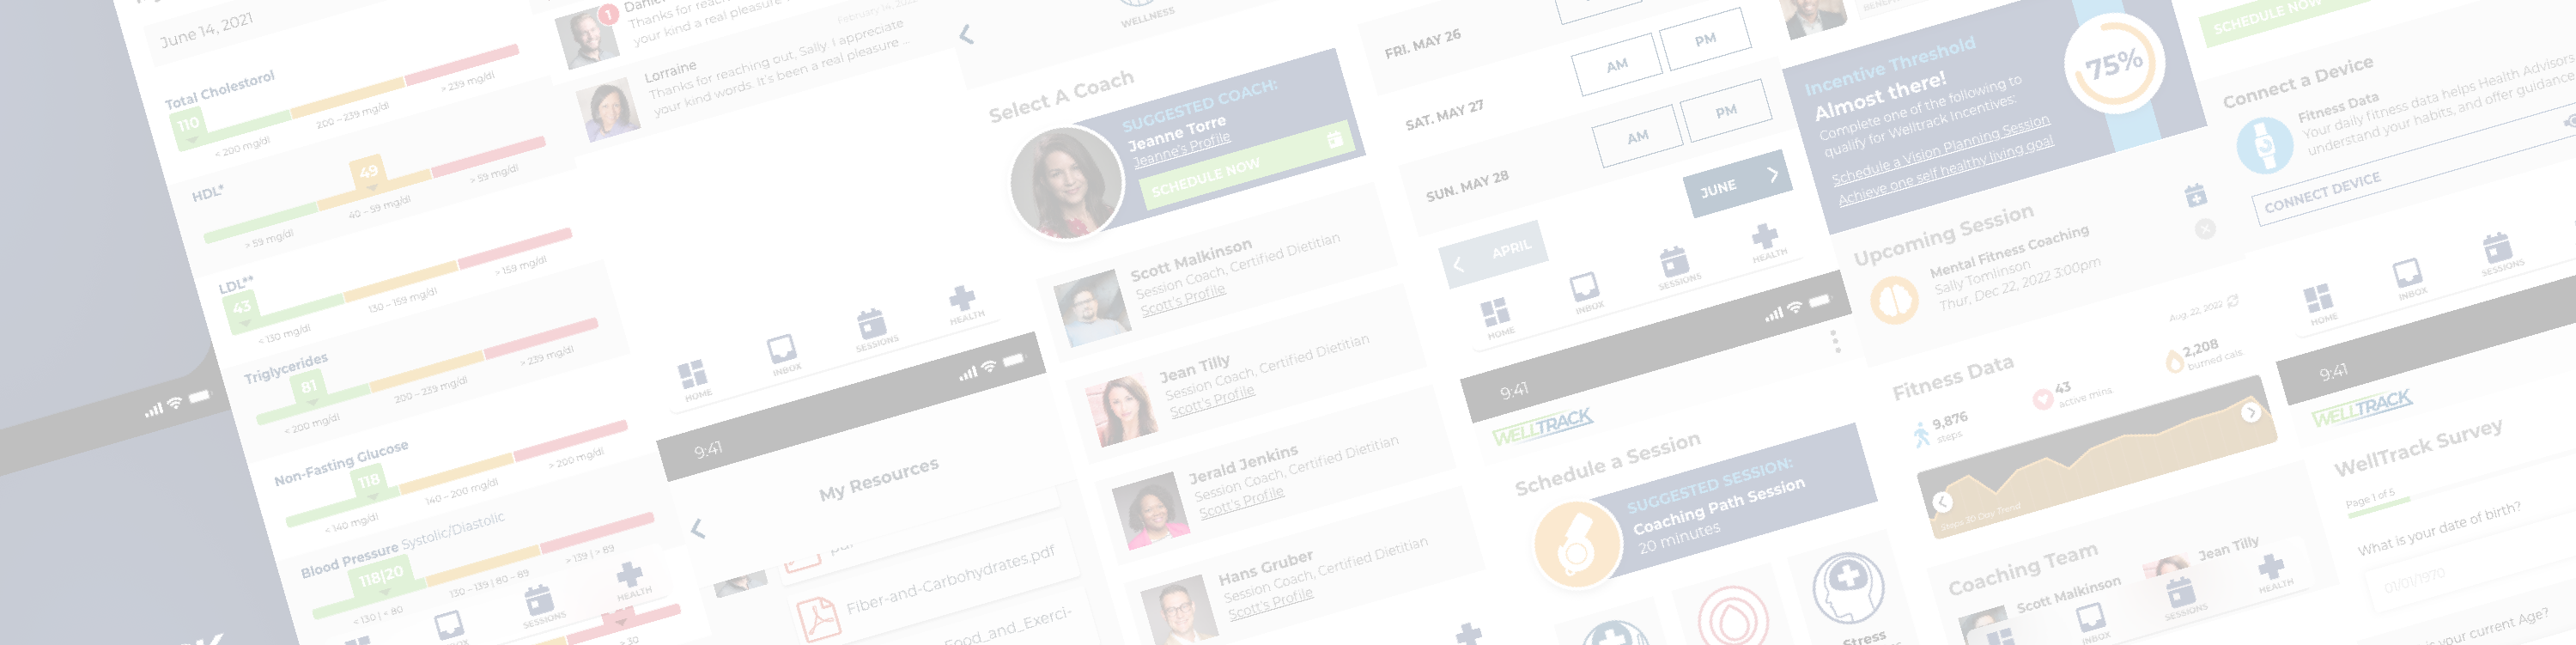 June 14, 2021
Total Cholestorol
110
< 200 mg/dl
200 – 239 mg/dl
> 239 mg/dl
HDL*
49
> 59 mg/dl
40 – 59 mg/dl
> 59 mg/dl
LDL**
43
< 130 mg/dl
130 – 159 mg/dl
> 159 mg/dl
Triglycerides
81
< 200 mg/dl
200 – 239 mg/dl
> 239 mg/dl
Non-Fasting Glucose
118
< 140 mg/dl
140 – 200 mg/dl
> 200 mg/dl
Blood Pressure Systolic/Diastolic
118|20
< 130 | < 80
130 – 139 | 80 – 89
> 139 | > 89
> 30
INBOX
SESSIONS
HEALTH
1
Thanks for
your kind a real pleasure
Lorraine
Thanks for reaching out, Sally. I appreciate
your kind words. It's been a real pleasure ...
HOME
INBOX
SESSIONS
HEALTH
9:41
My Resources
FIber-and-Carbohydrates.pdf
Food_and_Exerci-
WELLNESS
Select A Coach
SUGGESTED COACH:
Jeanne Torre
Jeanne's Profile
SCHEDULE NOW
Scott Malkinson
Session Coach, Certified Dietitian
Scott's Profile
Jean Tilly
Session Coach, Certified Dietitian
Scott's Profile
Jerald Jenkins
Session Coach, Certified Dietitian
Scott's Profile
Hans Gruber
Session Coach, Certified Dietitian
Scott's Profile
FRI. MAY 26
AM
PM
SAT. MAY 27
AM
PM
SUN. MAY 28
APRIL
JUNE
HOME
INBOX
SESSIONS
HEALTH
9:41
WELLTRACK
Schedule a Session
SUGGESTED SESSION:
Coaching Path Session
20 minutes
Stress
Incentive Threshold
Almost there!
Complete one of the following to
qualify for Welltrack Incentives:
Schedule a Vision Planning Session
Achieve one self healthy living goal
75%
Upcoming Session
Mental Fitness Coaching
Sally Tomlinson
Thur, Dec 22, 2022 3:00pm
Aug. 22, 2022
Fitness Data
9,876
steps
43
active mins
2,208
burned cals
Steps 30 Day Trend
Coaching Team
Scott Malkinson
Jean Tilly
INBOX
SESSIONS
HEALTH
SCHEDULE NOW
Connect a Device
Fitness Data
Your daily fitness data helps Health Advisors
understand your habits, and offer guidance
CONNECT DEVICE
HOME
INBOX
SESSIONS
9:41
WELLTRACK
WellTrack Survey
Page 1 of 5
What is your date of birth?
01/01/1970
your current Age?